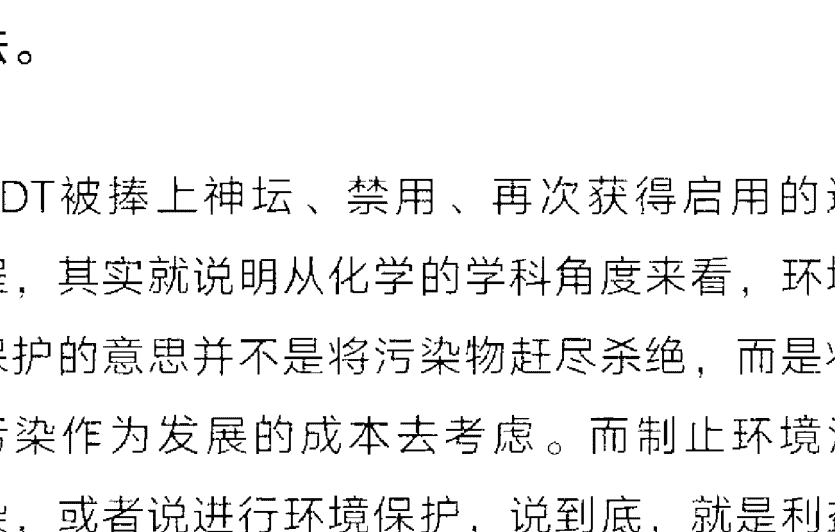 。
DT被捧上神坛、禁用、再次获得启用的
，其实就说明从化学的学科角度来看，环
护的意思并不是将污染物赶尽杀绝，而是
染作为发展的成本去考虑。而制止环境
，或者说进行环境保护，说到底，就是利